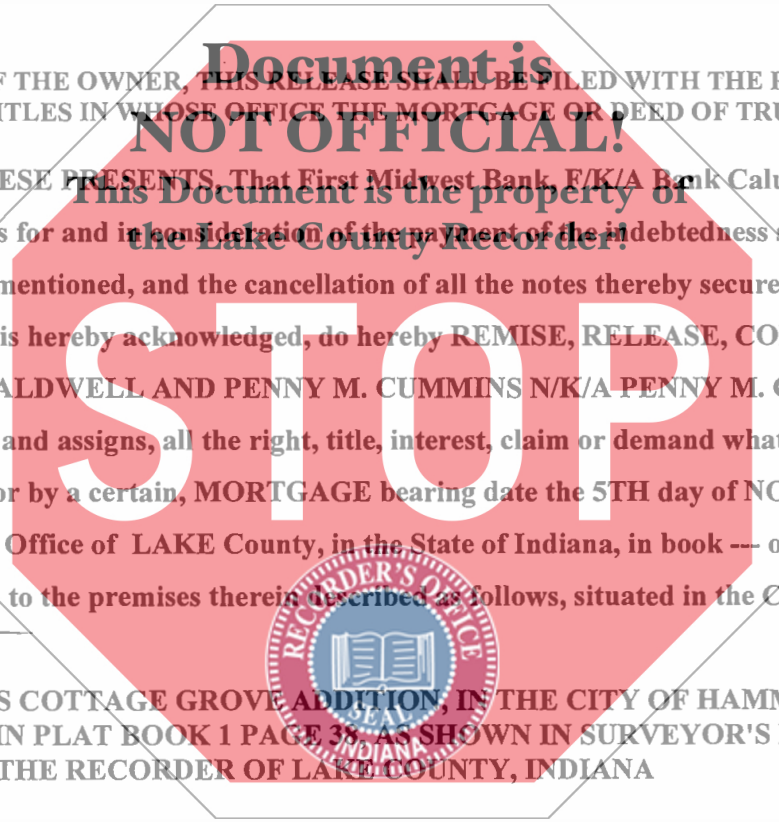 Document is
F THE OWNER, THIS RELEASE SHALL BE FILED WITH THE
ITLES IN WHOSE OFFICE THE MORTGAGE OR DEED OF TRU
NOT OFFICIAL!
ESE PRESENTS, That First Midwest Bank, F/K/A Bank Calu
This Document is the property of
s for and in consideration of the payment of the indebtedness
the Lake County Recorder!
mentioned, and the cancellation of all the notes thereby secure
is hereby acknowledged, do hereby REMISE, RELEASE, CO
ALDWELL AND PENNY M. CUMMINS N/K/A PENNY M.
STOP
and assigns, all the right, title, interest, claim or demand what
or by a certain, MORTGAGE bearing date the 5TH day of NO
Office of LAKE County, in the State of Indiana, in book --- o
to the premises therein described as follows, situated in the C
RECORDER'S OFFICE
SEAL
INDIANA
S COTTAGE GROVE ADDITION, IN THE CITY OF HAMM
IN PLAT BOOK 1 PAGE 38, AS SHOWN IN SURVEYOR'S
THE RECORDER OF LAKE COUNTY, INDIANA